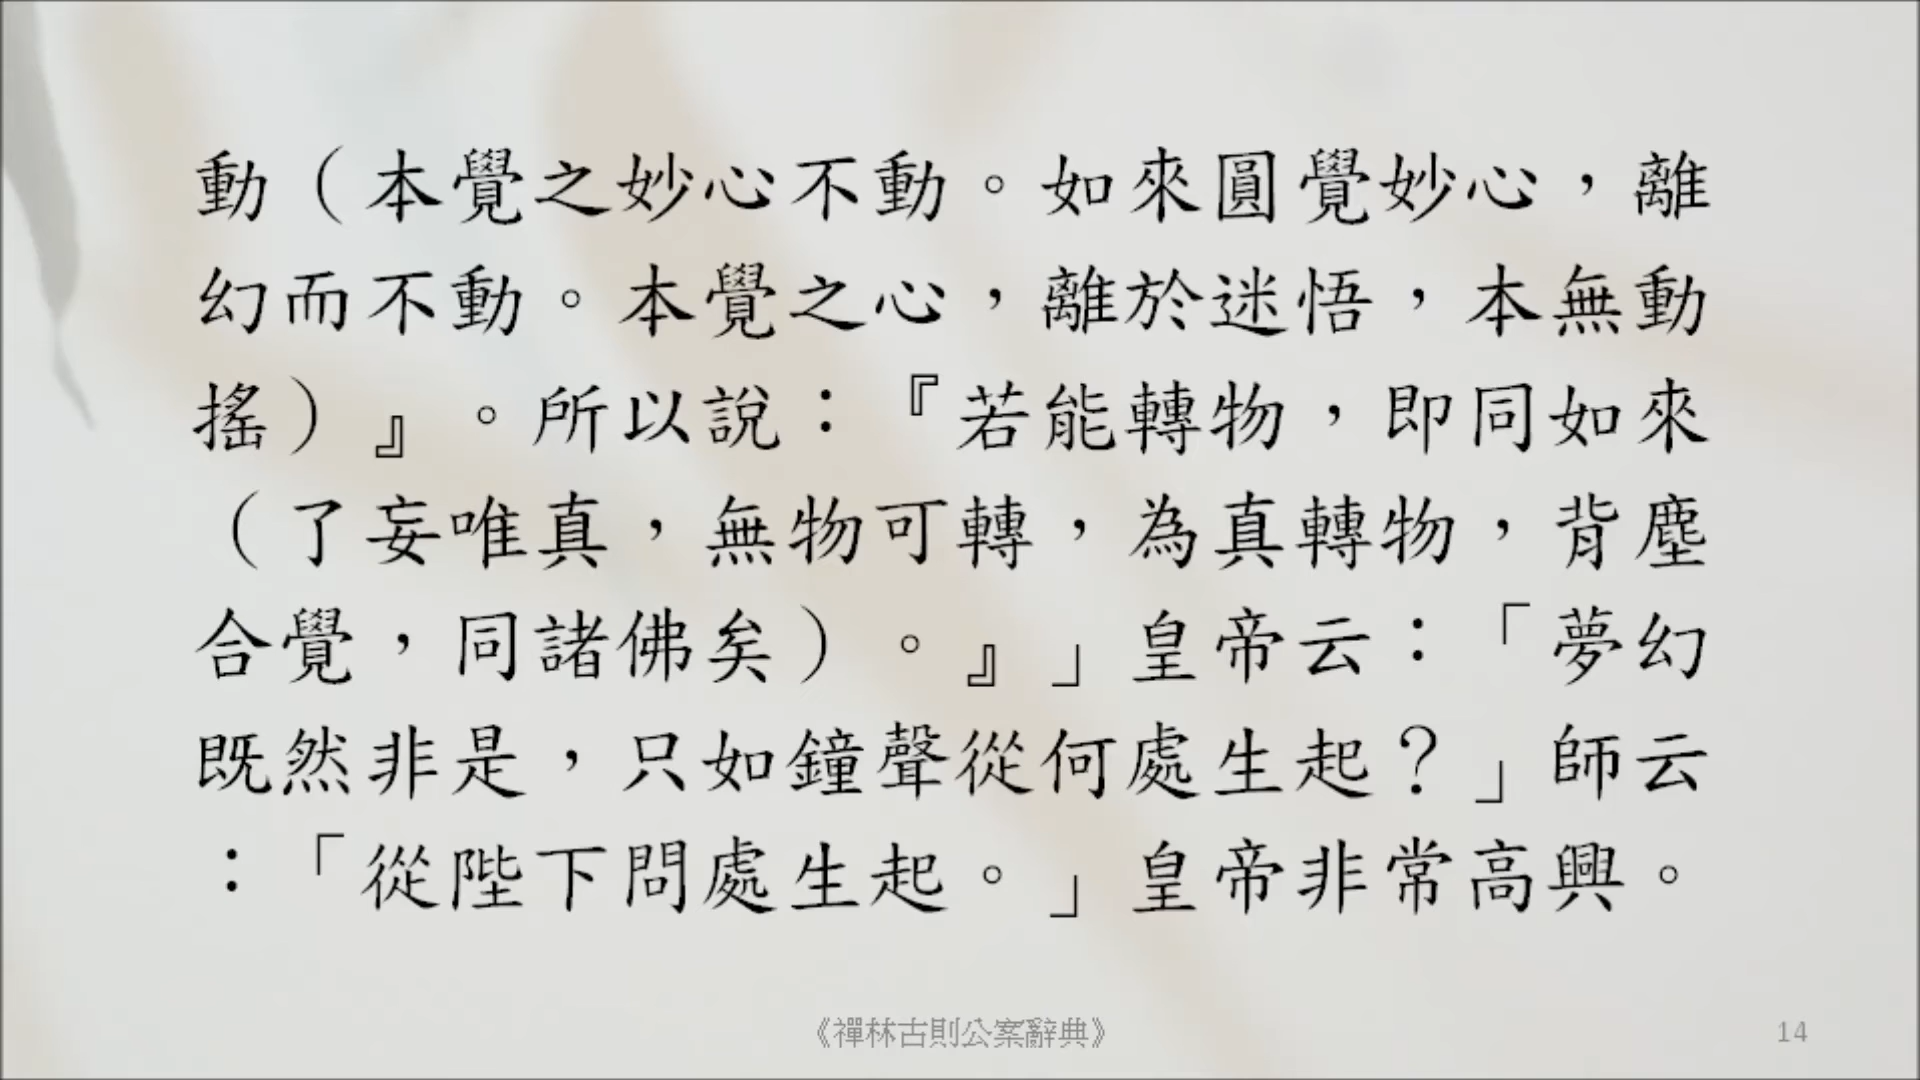 動（本覺之妙心不動。如來圓覺妙心，離
幻而不動。本覺之心，離於迷悟，本無動
搖）』。所以說：『若能轉物，即同如來
（了妄唯真，無物可轉，為真轉物，背塵
合覺，同諸佛矣）。』」皇帝云：「夢幻
既然非是，只如鐘聲從何處生起？」師云
：「從陛下問處生起。」皇帝非常高興。
《禪林古則公案辭典》
14